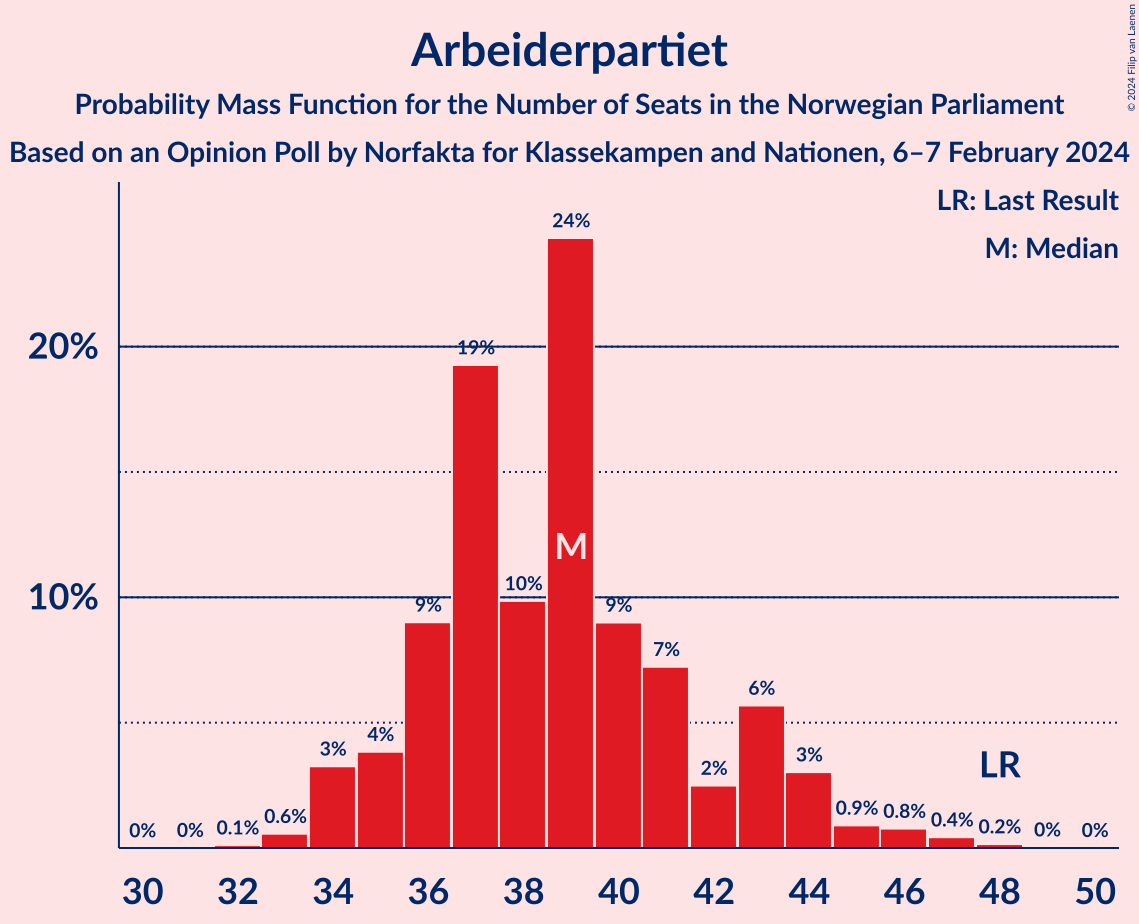 Arbeiderpartiet
Probability Mass Function for the Number of Seats in the Norwegian Parliament
Based on an Opinion Poll by Norfakta for Klassekampen and Nationen, 6–7 February 2024
© 2024 Filip van Laenen
LR: Last Result
M: Median
24%
20%
19%
M
10%
10%
9%
9%
7%
6%
4%
3%
2%
3%
LR
0%
0%
0.1%
0.6%
0.9%
0.8%
0.4%
0.2%
0%
0%
30 32 34 36 38 40 42 44 46 48 50